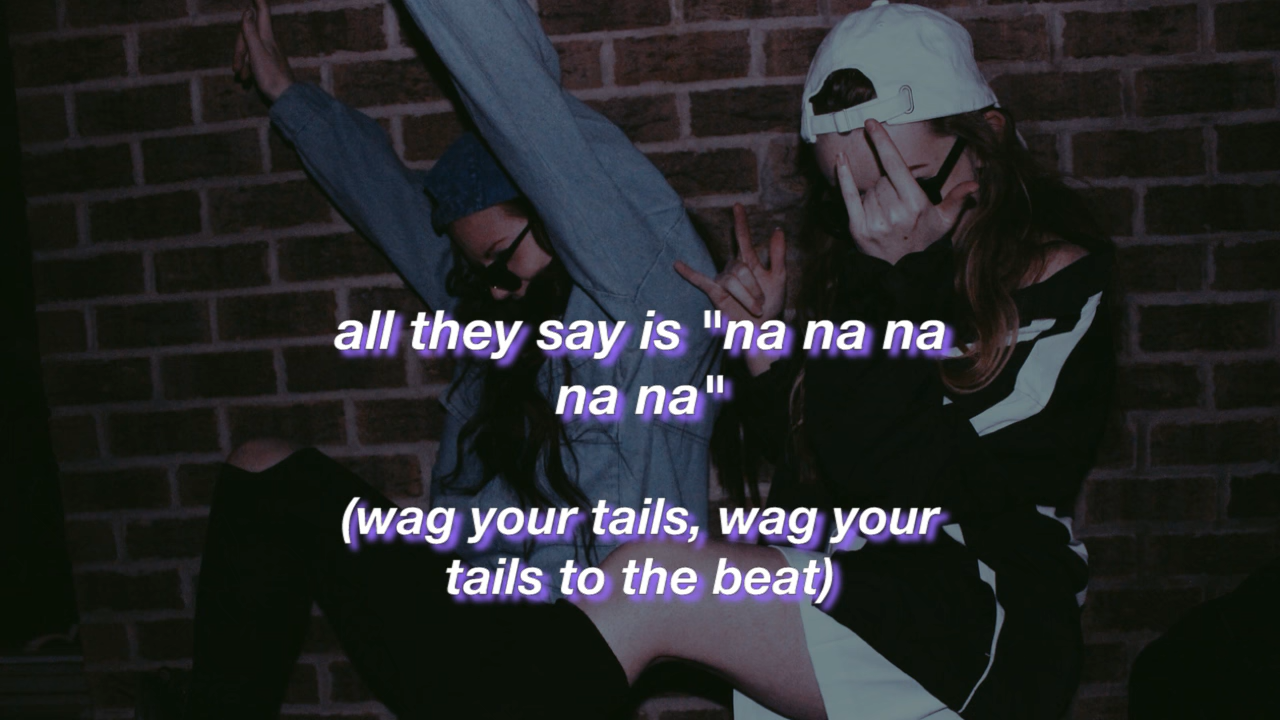 all they say is "na na na
na na"
(wag your tails, wag your
tails to the beat)